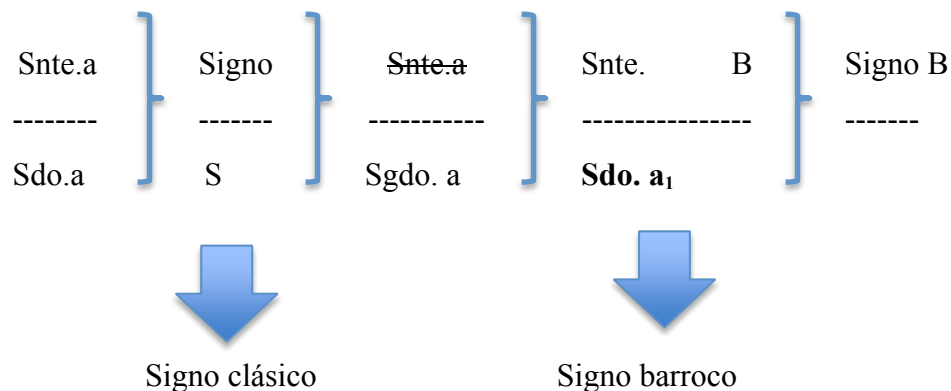 Snte.a Signo Snte.a Snte. B Signo B
-------- ------- ----------- ---------------- -------
Sdo.a S Sgdo. a Sdo. a₁
Signo clásico Signo barroco